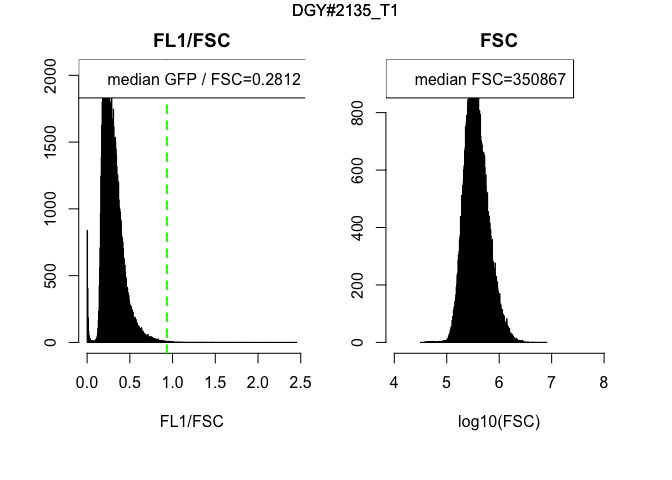 DGY#2135_T1
FL1/FSC
median GFP / FSC=0.2812
2000
1500
1000
500
0
0.0 0.5 1.0 1.5 2.0 2.5
FL1/FSC
FSC
median FSC=350867
800
600
400
200
0
4 5 6 7 8
log10(FSC)